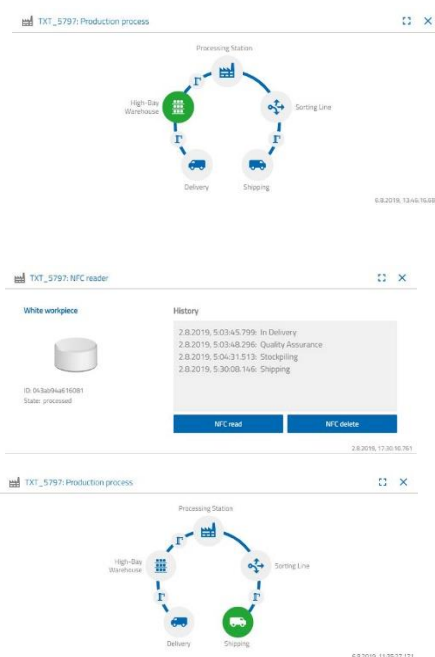 TXT_5797: Production process
Processing Station
High-Bay
Warehouse
Sorting Line
Delivery
Shipping
6.8.2019, 13:46:16.681
TXT_5797: NFC reader
White workpiece
History
2.8.2019, 5:03:45.799: In Delivery
2.8.2019, 5:03:48.296: Quality Assurance
2.8.2019, 5:04:31.513: Stockpiling
2.8.2019, 5:30:08.146: Shipping
ID: 043ab94a616081
State: processed
NFC read
NFC delete
2.8.2019, 17:30:16.761
TXT_5797: Production process
Processing Station
High-Bay
Warehouse
Sorting Line
Delivery
Shipping